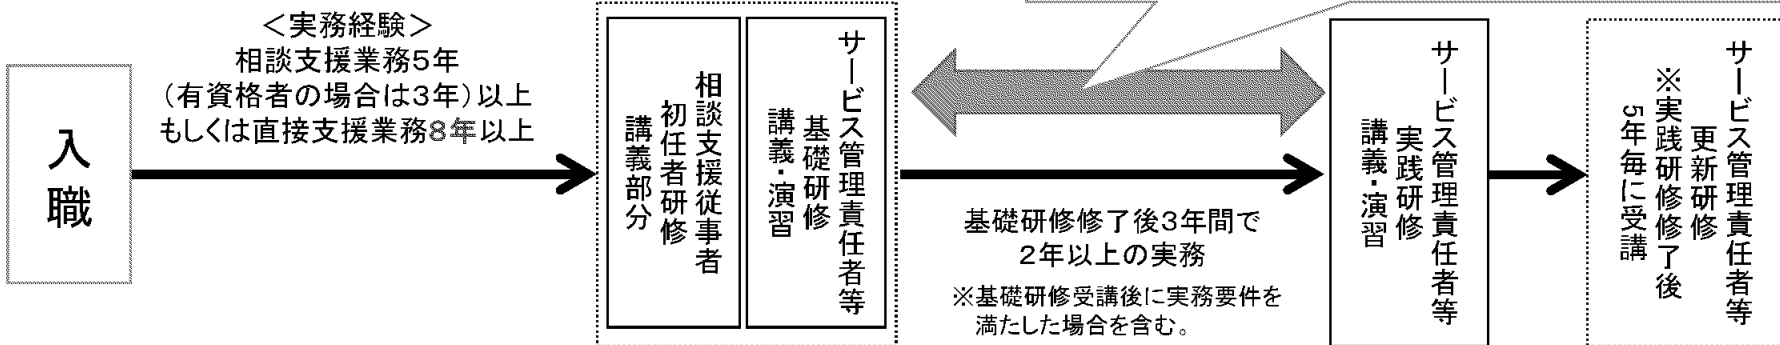 入職
＜実務経験＞
相談支援業務５年
（有資格者の場合は３年）以上
もしくは直接支援業務８年以上
相談支援従事者
初任者研修
講義部分
サービス管理責任者等
基礎研修
講義・演習
基礎研修修了後３年間で
２年以上の実務
※基礎研修受講後に実務要件を
満たした場合を含む。
サービス管理責任者等
実践研修
講義・演習
サービス管理責任者等
更新研修
※実践研修修了後
５年毎に受講